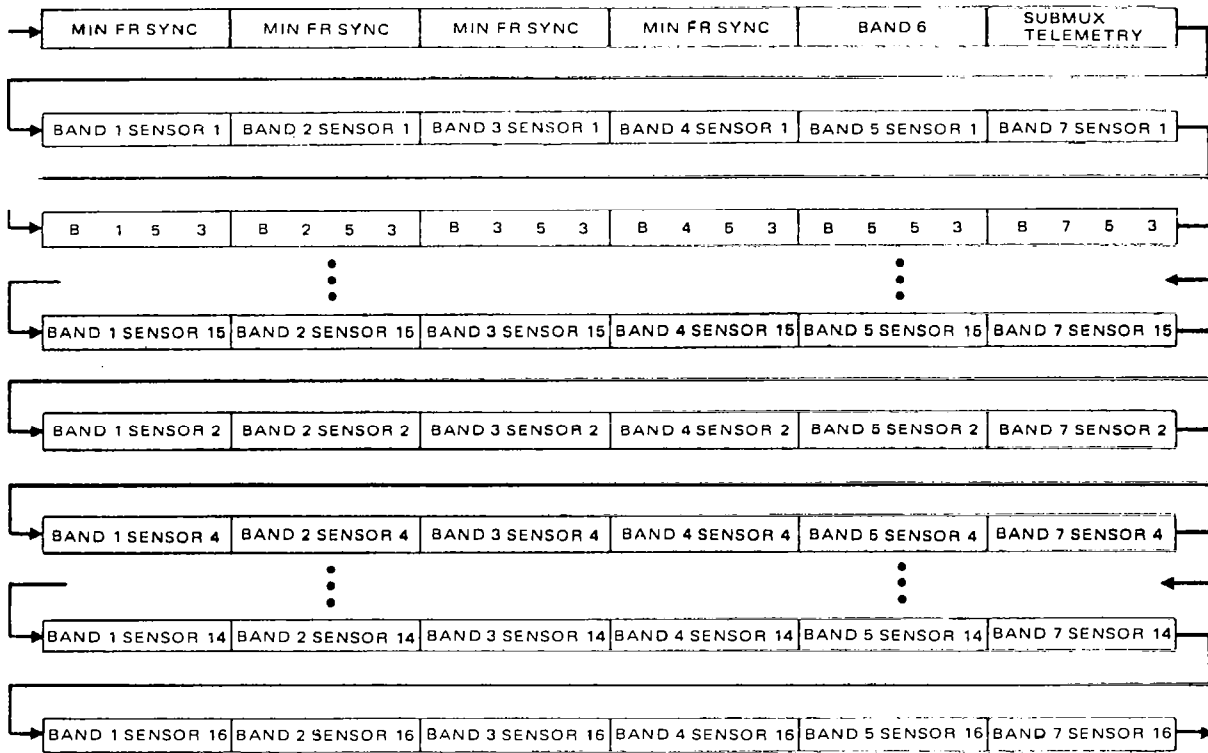 MIN FR SYNC MIN FR SYNC MIN FR SYNC MIN FR SYNC BAND 6 SUBMUX TELEMETRY
BAND 1 SENSOR 1 BAND 2 SENSOR 1 BAND 3 SENSOR 1 BAND 4 SENSOR 1 BAND 5 SENSOR 1 BAND 7 SENSOR 1
B 1 5 3 B 2 5 3 B 3 5 3 B 4 5 3 B 5 5 3 B 7 5 3
BAND 1 SENSOR 15 BAND 2 SENSOR 15 BAND 3 SENSOR 15 BAND 4 SENSOR 15 BAND 5 SENSOR 15 BAND 7 SENSOR 15
BAND 1 SENSOR 2 BAND 2 SENSOR 2 BAND 3 SENSOR 2 BAND 4 SENSOR 2 BAND 5 SENSOR 2 BAND 7 SENSOR 2
BAND 1 SENSOR 4 BAND 2 SENSOR 4 BAND 3 SENSOR 4 BAND 4 SENSOR 4 BAND 5 SENSOR 4 BAND 7 SENSOR 4
BAND 1 SENSOR 14 BAND 2 SENSOR 14 BAND 3 SENSOR 14 BAND 4 SENSOR 14 BAND 5 SENSOR 14 BAND 7 SENSOR 14
BAND 1 SENSOR 16 BAND 2 SENSOR 16 BAND 3 SENSOR 16 BAND 4 SENSOR 16 BAND 5 SENSOR 16 BAND 7 SENSOR 16